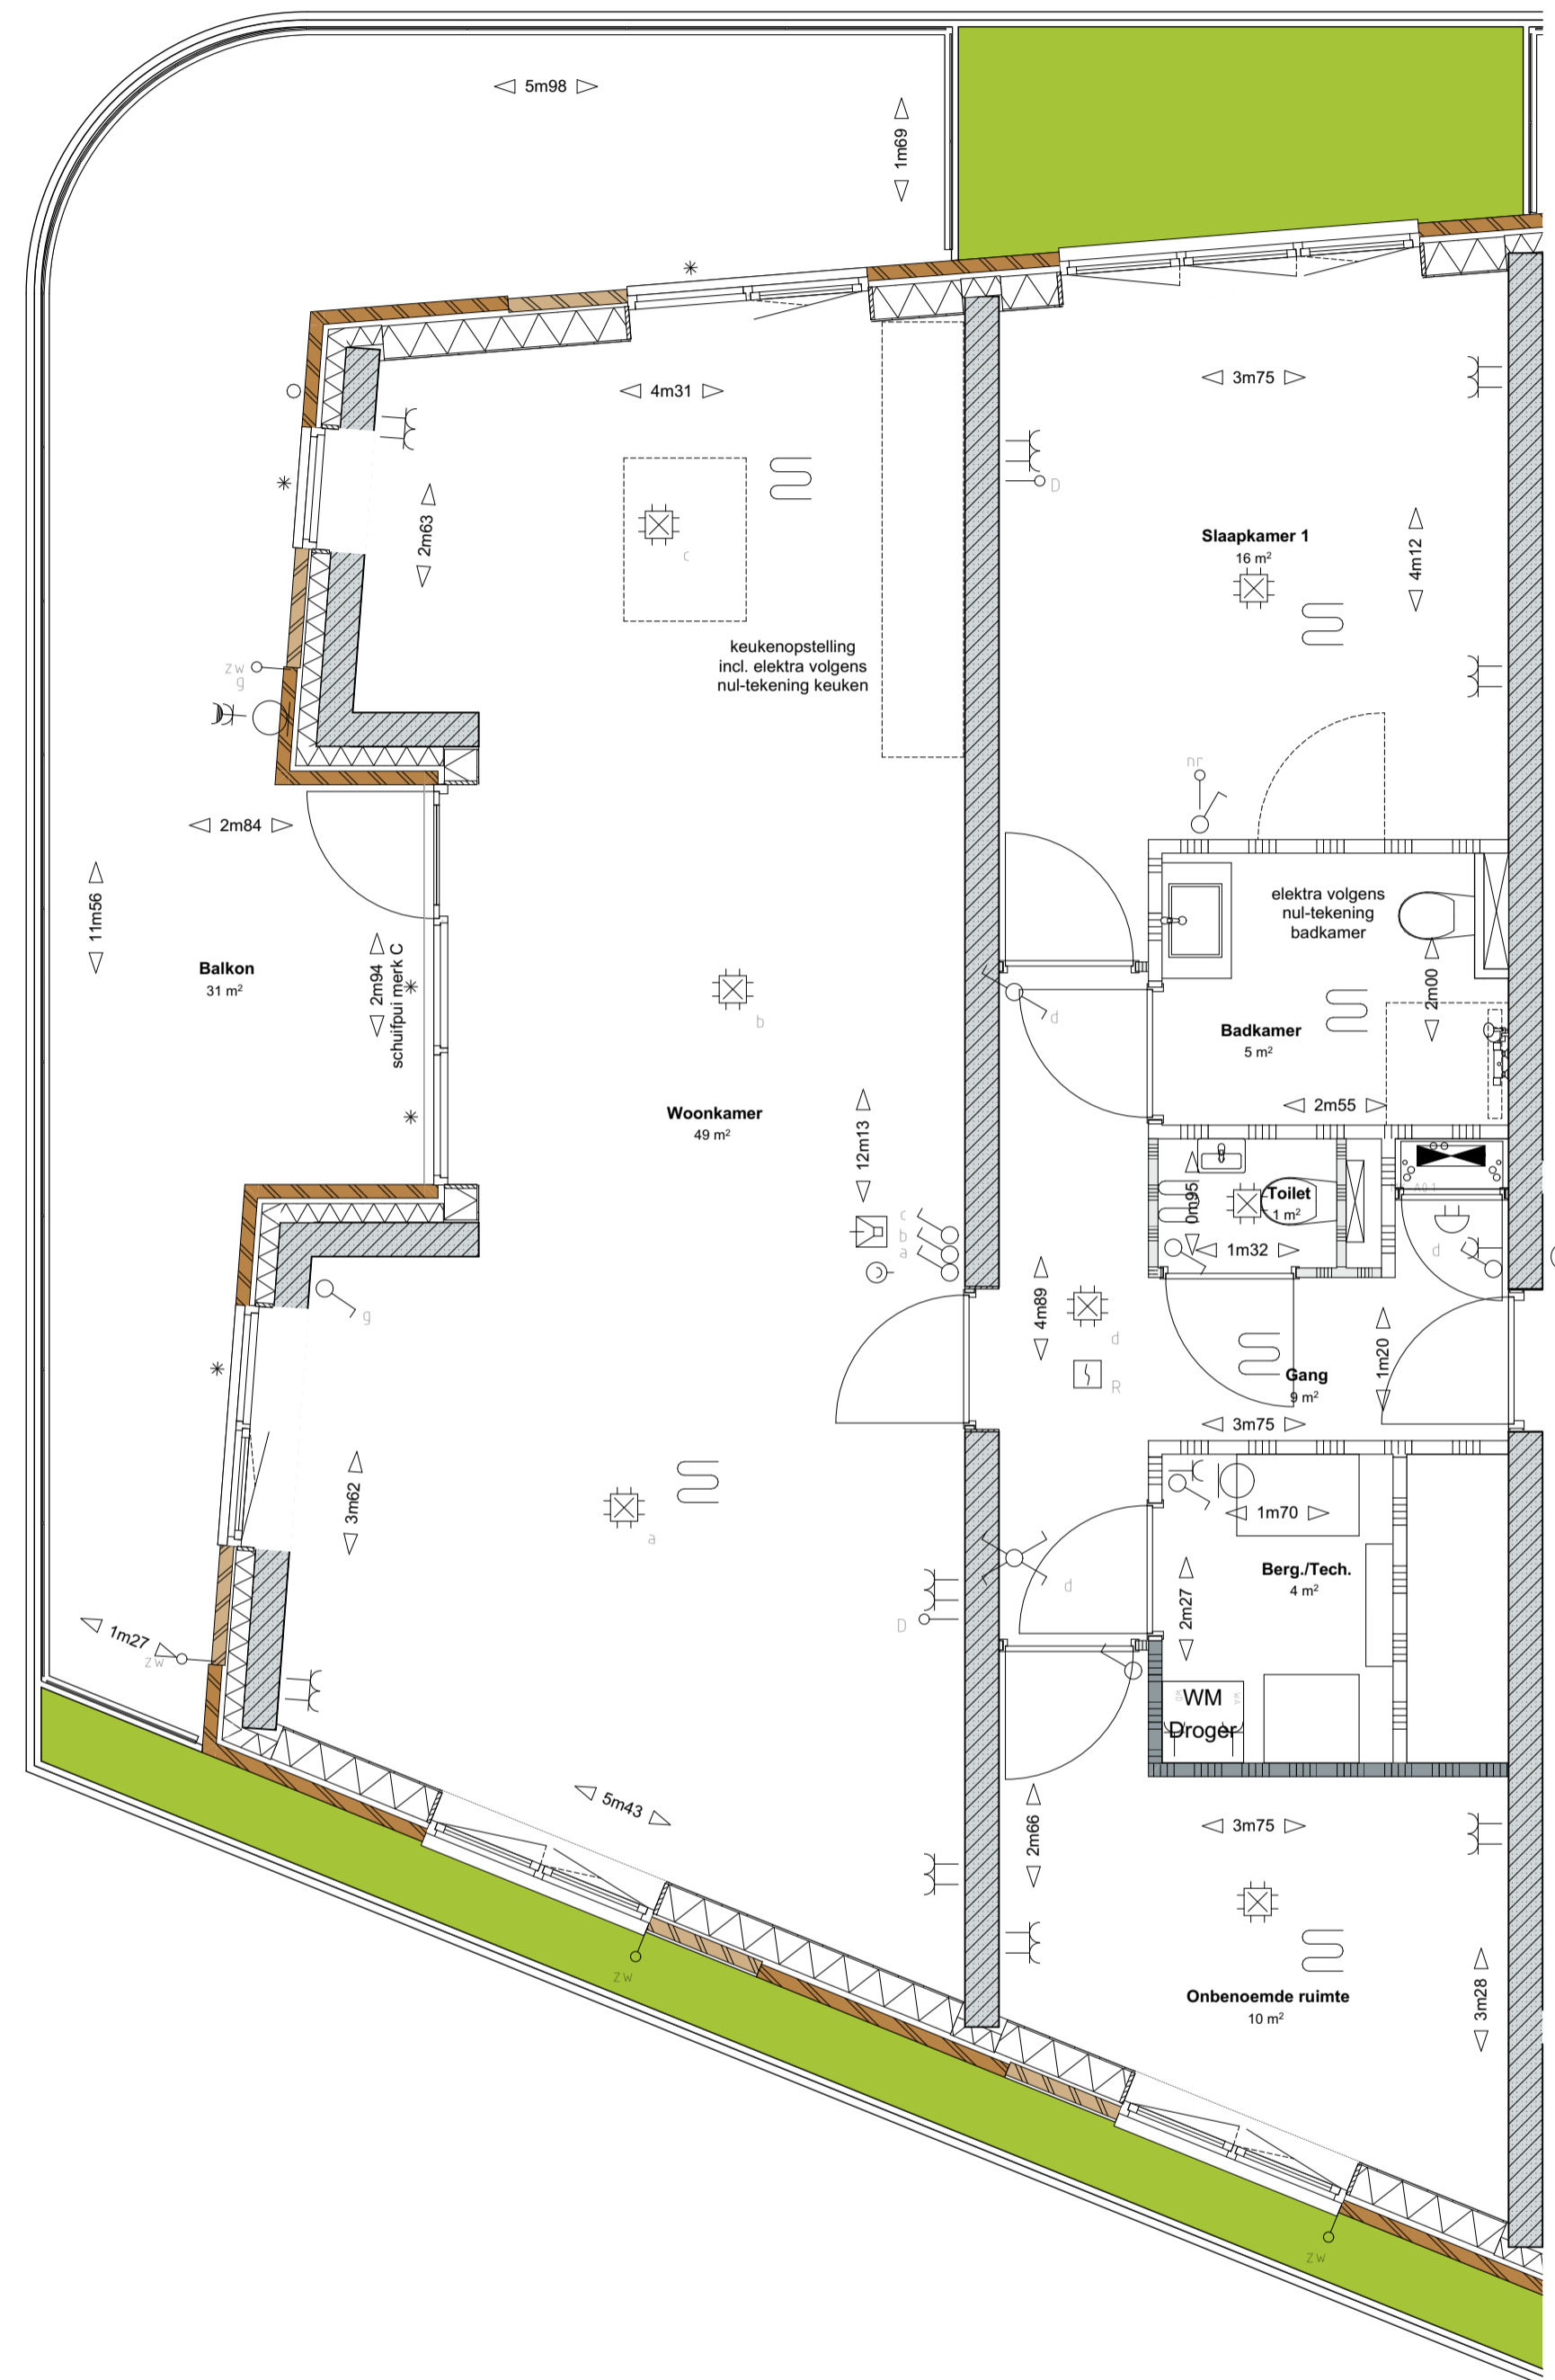 5m98
1m69
4m31
3m75
2m63
c
D
Slaapkamer 1
16 m²
4m12
keukenopstelling
incl. elektra volgens
nul-tekening keuken
zw
g
nr
2m84
11m56
Balkon
31 m²
2m94
schuifpui merk C
b
elektra volgens
nul-tekening
badkamer
2m00
d
Badkamer
5 m²
2m55
Woonkamer
49 m²
12m13
c
b
a
0m95
Toilet
1 m²
1m32
d
g
4m89
d
R
1m20
Gang
9 m²
3m75
3m62
a
1m70
Berg./Tech.
4 m²
2m27
d
D
1m27
zw
WM
Droger
5m43
2m66
3m75
zw
Onbenoemde ruimte
10 m²
3m28
zw